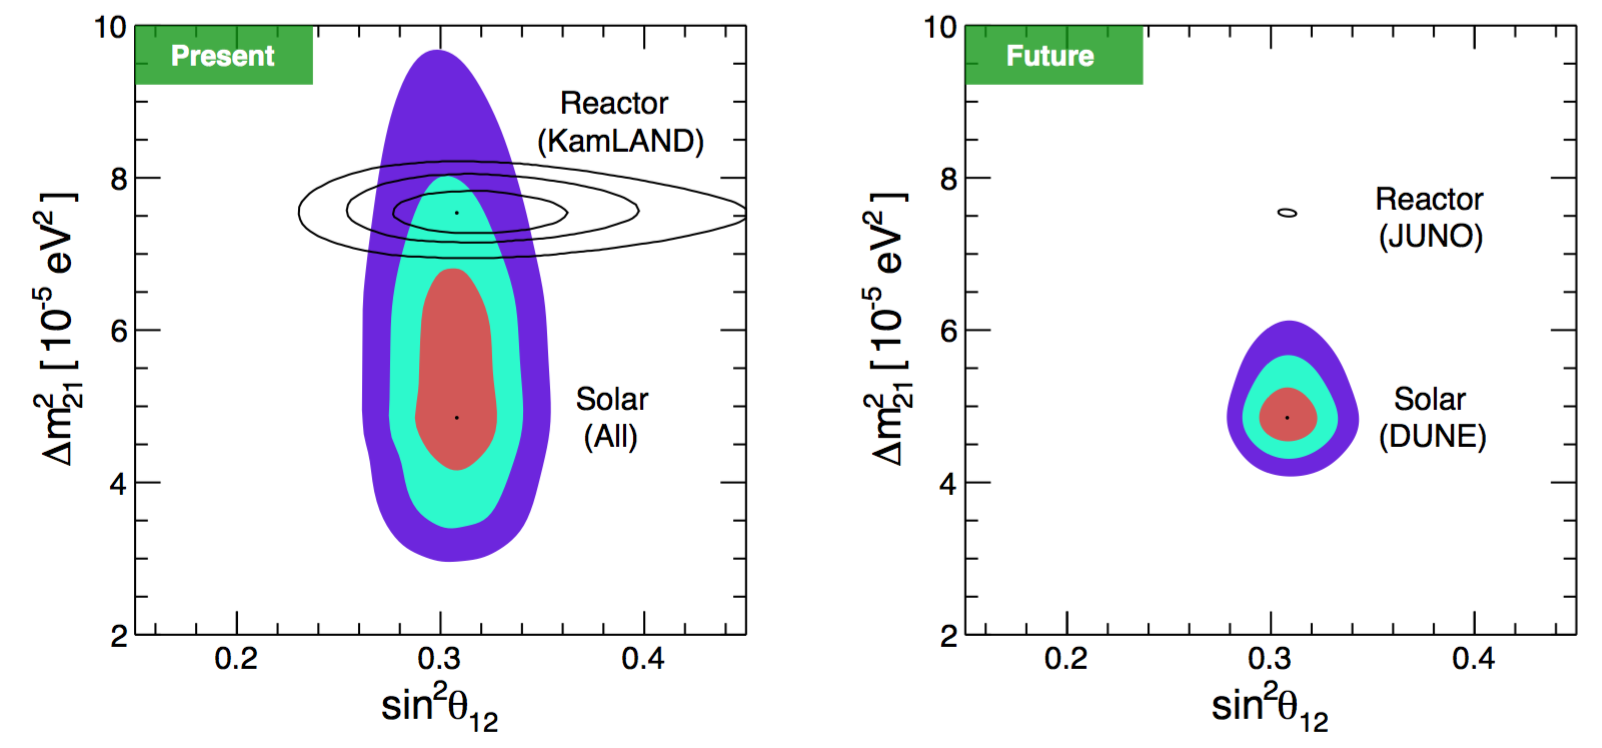 Present
Reactor
(KamLAND)
Solar
(All)
10
8
6
4
2
0.2
0.3
0.4
Δm²₂₁ [10⁻⁵ eV²]
sin²θ₁₂
Future
Reactor
(JUNO)
Solar
(DUNE)
10
8
6
4
2
0.2
0.3
0.4
Δm²₂₁ [10⁻⁵ eV²]
sin²θ₁₂